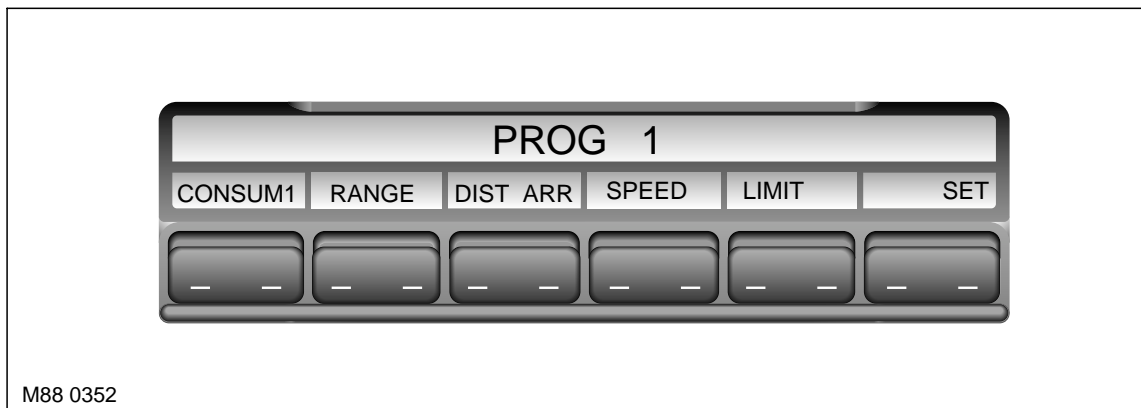 PROG 1
CONSUM1 RANGE DIST ARR SPEED LIMIT SET
M88 0352